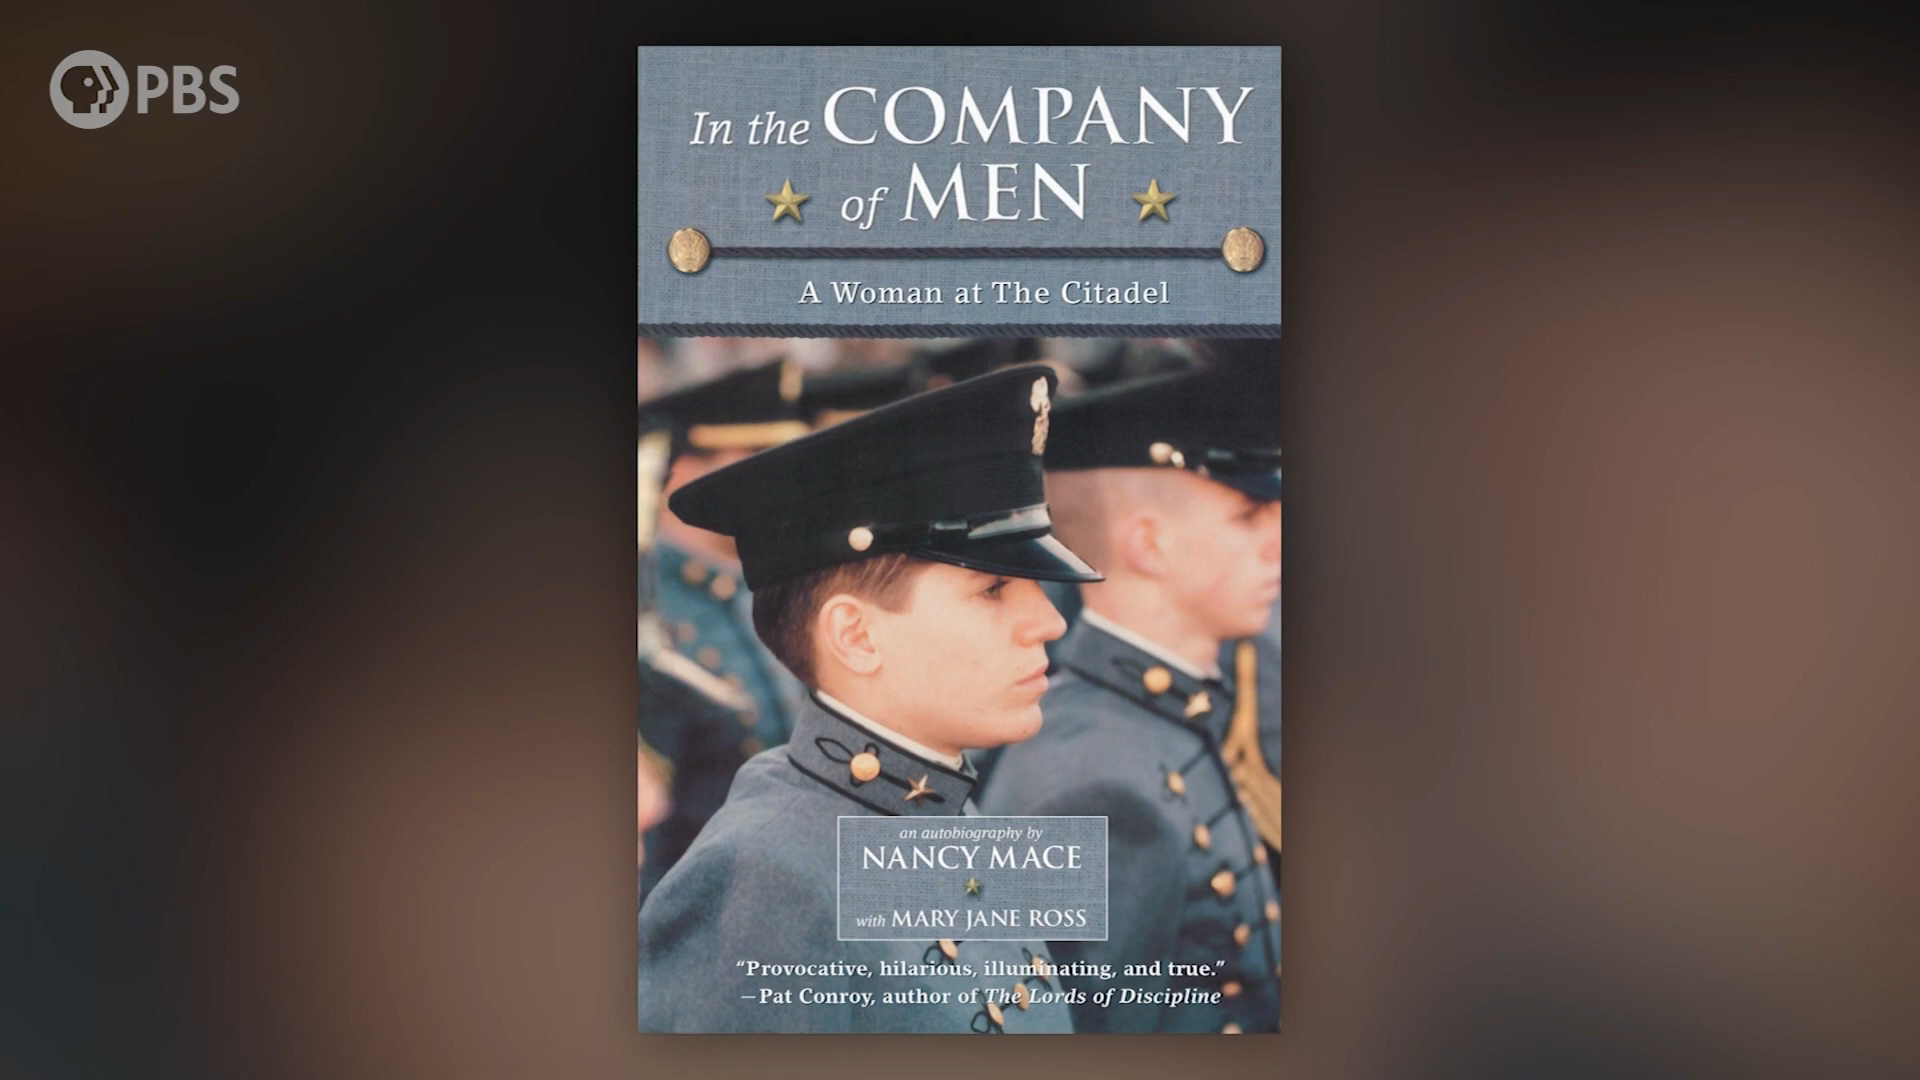 PBS
In the COMPANY
of MEN
A Woman at The Citadel
an autobiography by
NANCY MACE
with MARY JANE ROSS
“Provocative, hilarious, illuminating, and true.”
—Pat Conroy, author of The Lords of Discipline